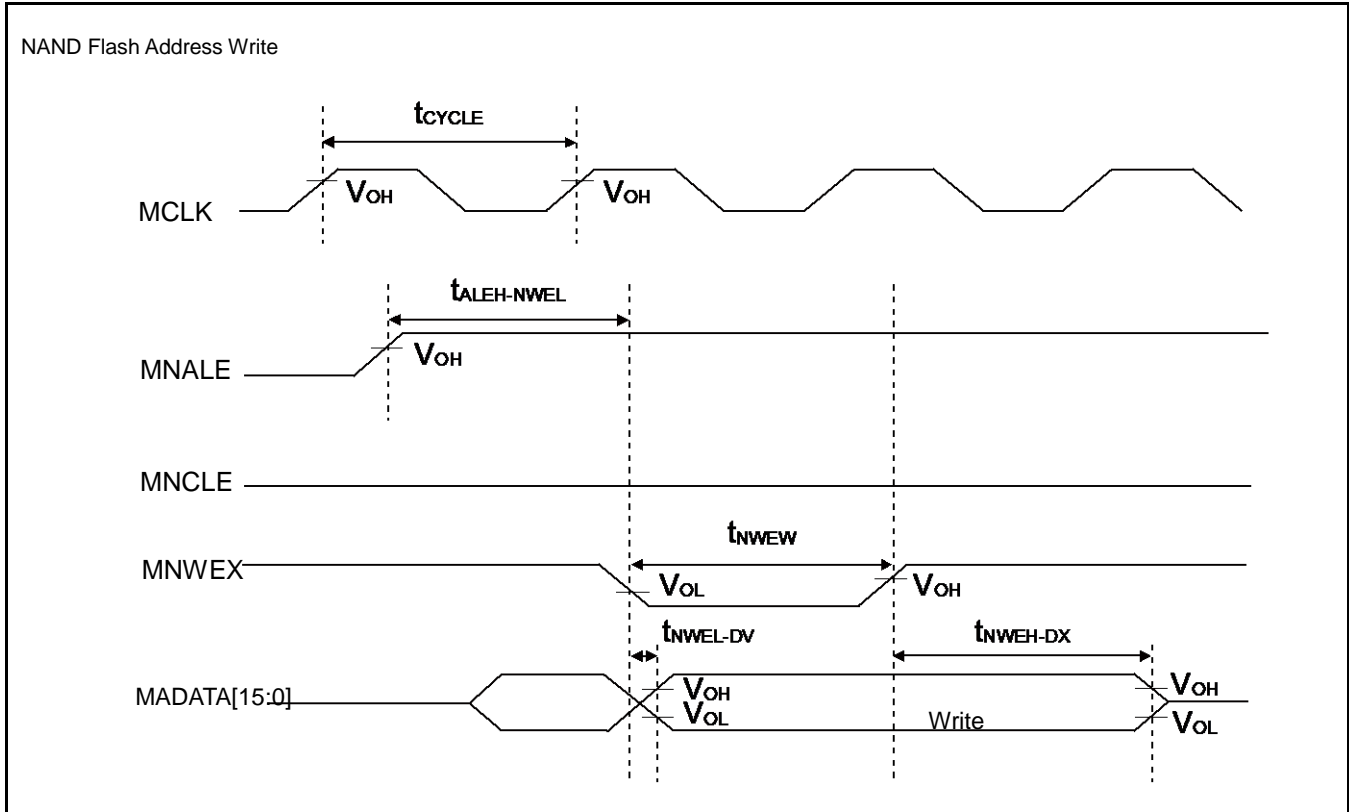 NAND Flash Address Write
tCYCLE
VOH
VOH
MCLK
tALEH-NWEL
VOH
MNALE
MNCLE
tNWEW
MNWEX
VOL
VOH
tNWEL-DV
tNWEH-DX
MADATA[15:0]
VOH
VOH
VOL
Write
VOL